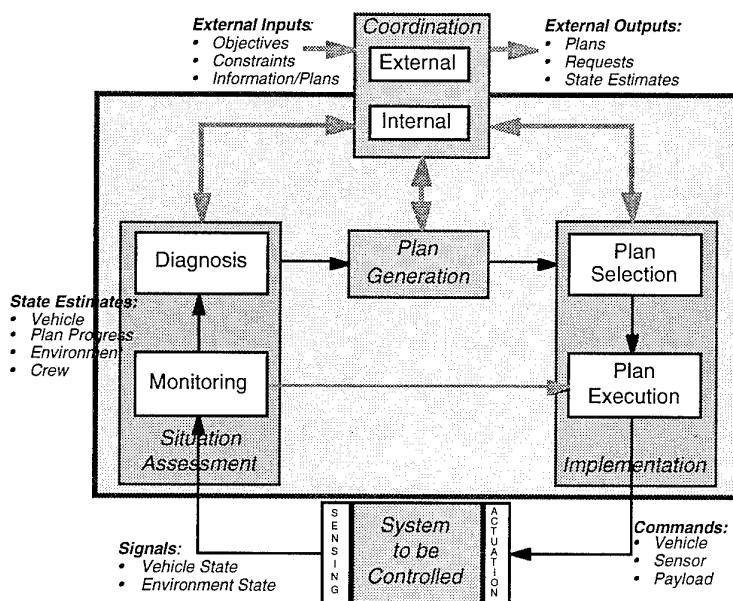 External Inputs:
• Objectives
• Constraints
• Information/Plans
Coordination
External
Internal
External Outputs:
• Plans
• Requests
• State Estimates
Diagnosis
Plan
Generation
Plan
Selection
State Estimates:
• Vehicle
• Plan Progress
• Environment
• Crew
Monitoring
Plan
Execution
Situation
Assessment
Implementation
SENSING
System
to be
Controlled
ACTUATION
Signals:
• Vehicle State
• Environment State
Commands:
• Vehicle
• Sensor
• Payload